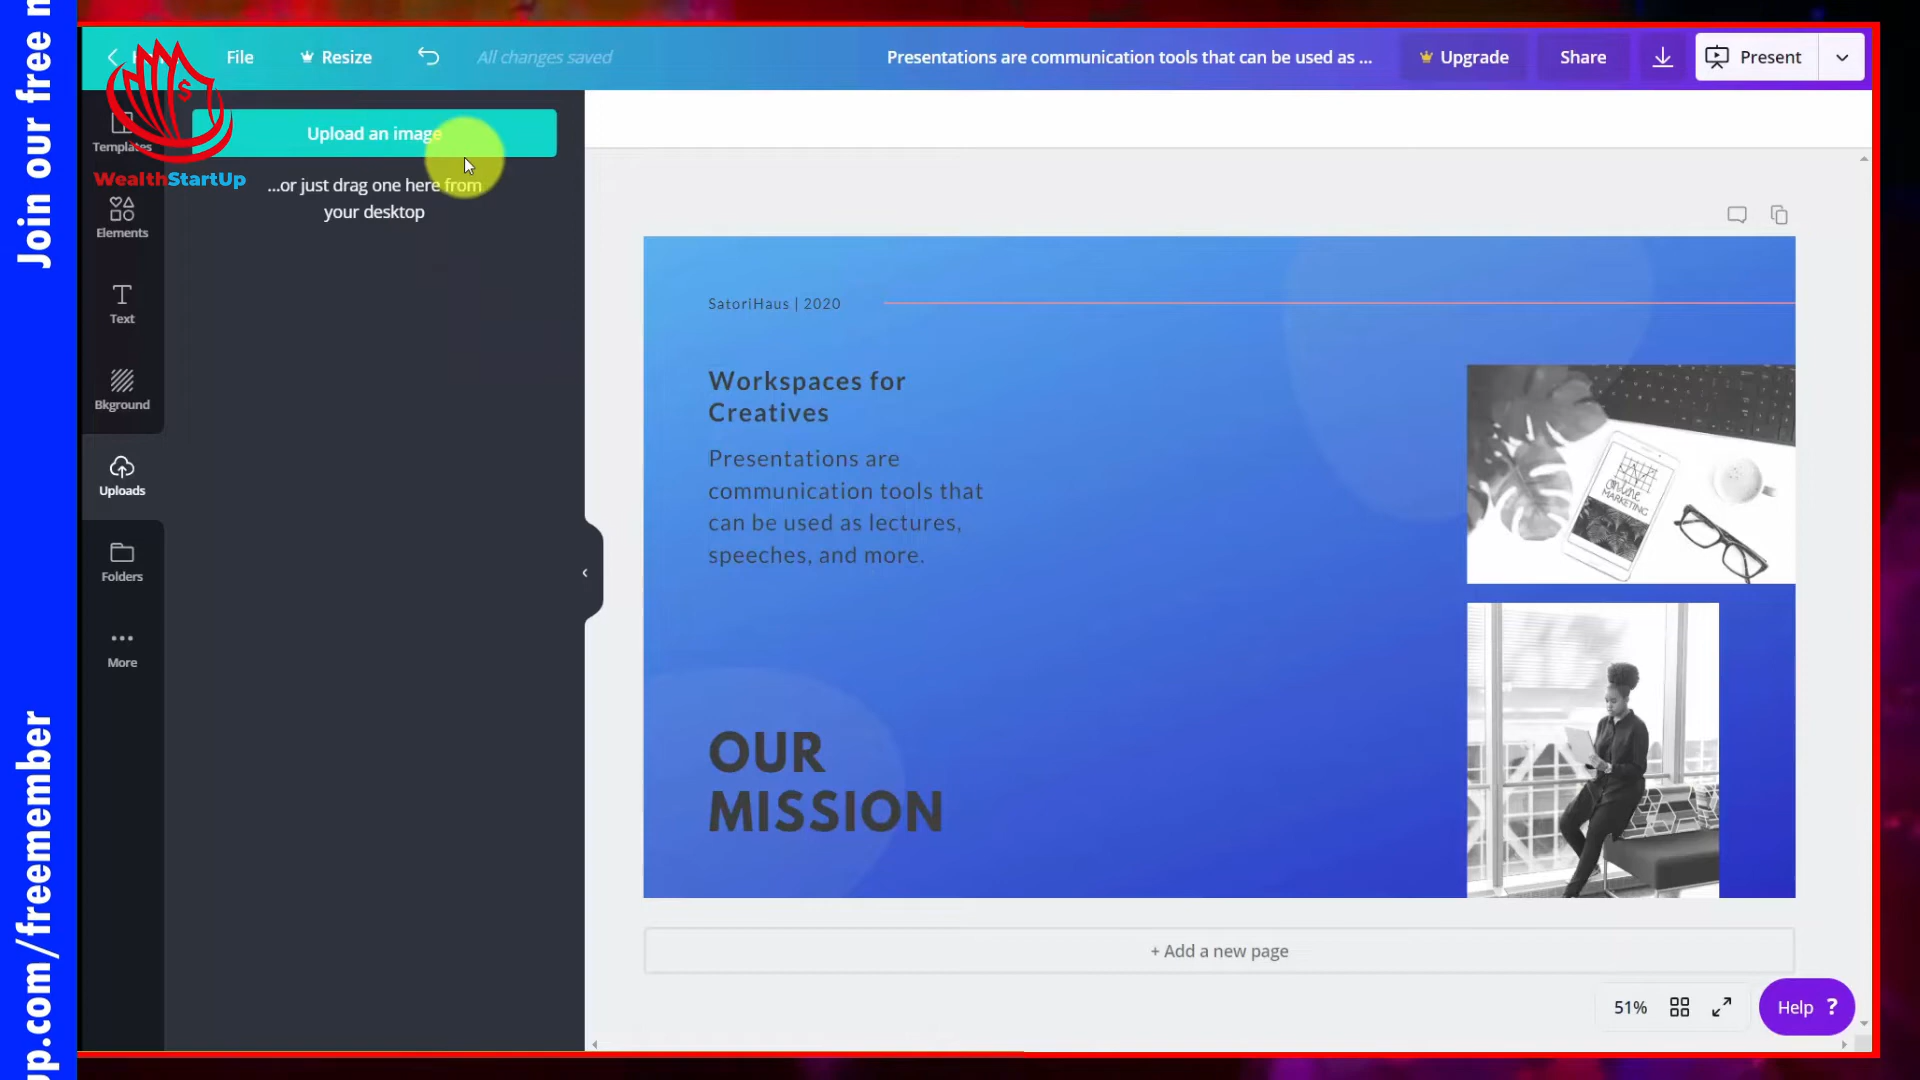 Join our free m
up.com/freemember
File
Resize
All changes saved
Presentations are communication tools that can be used as ...
Upgrade
Share
Present
Templates
WealthStartUp
Elements
Text
Bkground
Uploads
Folders
More
Upload an image
...or just drag one here from
your desktop
SatoriHaus | 2020
Workspaces for
Creatives
Presentations are
communication tools that
can be used as lectures,
speeches, and more.
OUR
MISSION
online
MARKETING
+ Add a new page
51%
Help ?